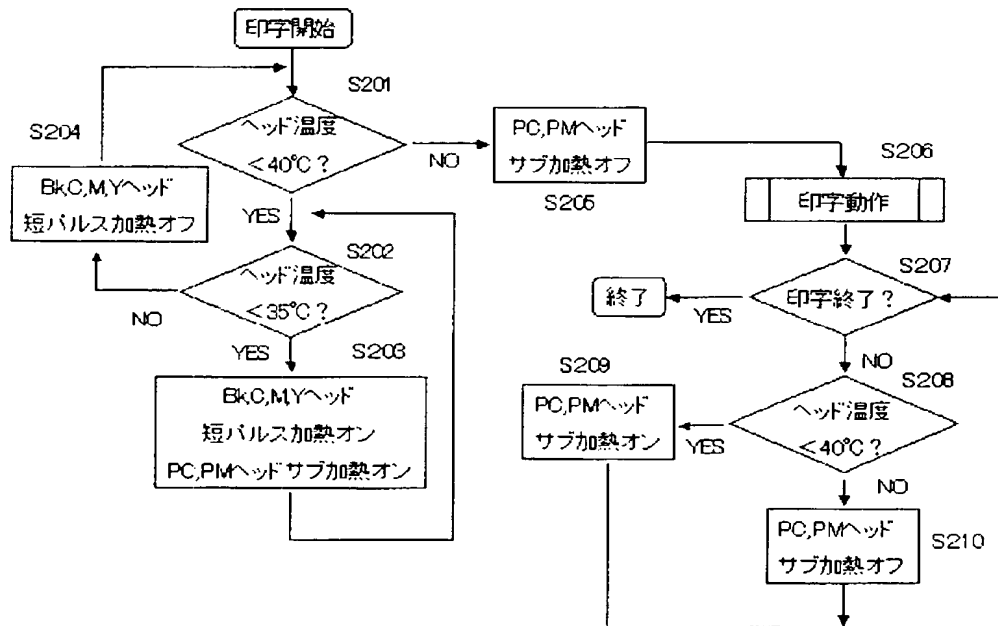 印字開始
S201
ヘッド温度
<40℃?
NO
YES
S204
Bk,C,M,Yヘッド
短パルス加熱オフ
S202
ヘッド温度
<35℃?
NO
YES
S203
Bk,C,M,Yヘッド
短パルス加熱オン
PC,PMヘッド サブ加熱オン
PC,PMヘッド
サブ加熱オフ
S205
S206
印字動作
S207
印字終了?
YES
終了
NO
S208
ヘッド温度
<40℃?
YES
NO
S209
PC,PMヘッド
サブ加熱オン
PC,PMヘッド
サブ加熱オフ
S210